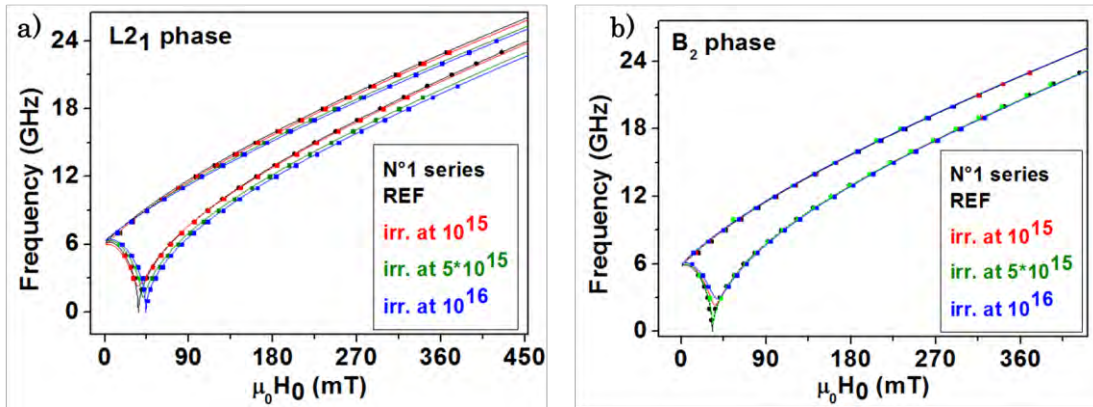 a)
L2₁ phase
Frequency (GHz)
24
18
12
6
0
N°1 series
REF
irr. at 10¹⁵
irr. at 5*10¹⁵
irr. at 10¹⁶
0 90 180 270 360 450
μ₀H₀ (mT)
b)
B₂ phase
Frequency (GHz)
24
18
12
6
0
N°1 series
REF
irr. at 10¹⁵
irr. at 5*10¹⁵
irr. at 10¹⁶
0 90 180 270 360
μ₀H₀ (mT)